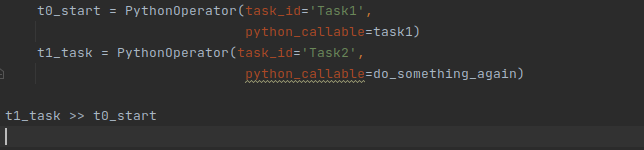 t0_start = PythonOperator(task_id='Task1',
python_callable=task1)
t1_task = PythonOperator(task_id='Task2',
python_callable=do_something_again)
t1_task >> t0_start